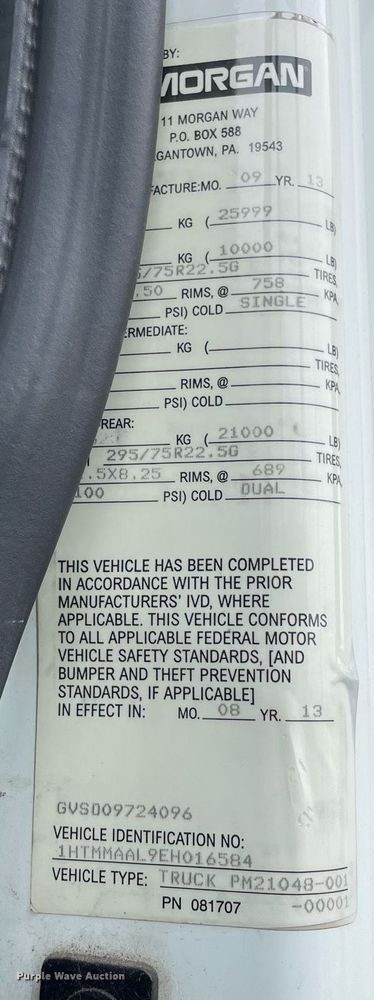 BY:
MORGAN
11 MORGAN WAY
P.O. BOX 588
GANTOWN, PA. 19543
FACTURE: MO. 09 YR. 13
KG ( 25999 LB)
KG ( 10000 LB)
/75R22.5G TIRES,
.50 RIMS, @ 758 KPA
PSI) COLD SINGLE
ERMEDIATE:
KG ( LB)
TIRES,
RIMS, @ KPA
PSI) COLD
REAR:
KG ( 21000 LB)
295/75R22.5G TIRES,
.5X8.25 RIMS, @ 689 KPA
100 PSI) COLD DUAL
THIS VEHICLE HAS BEEN COMPLETED
IN ACCORDANCE WITH THE PRIOR
MANUFACTURERS' IVD, WHERE
APPLICABLE. THIS VEHICLE CONFORMS
TO ALL APPLICABLE FEDERAL MOTOR
VEHICLE SAFETY STANDARDS, [AND
BUMPER AND THEFT PREVENTION
STANDARDS, IF APPLICABLE]
IN EFFECT IN: MO. 08 YR. 13
GVSD09724096
VEHICLE IDENTIFICATION NO:
1HTMMAAL9EH016584
VEHICLE TYPE: TRUCK PM21048-001
PN 081707 -00001
Purple Wave Auction